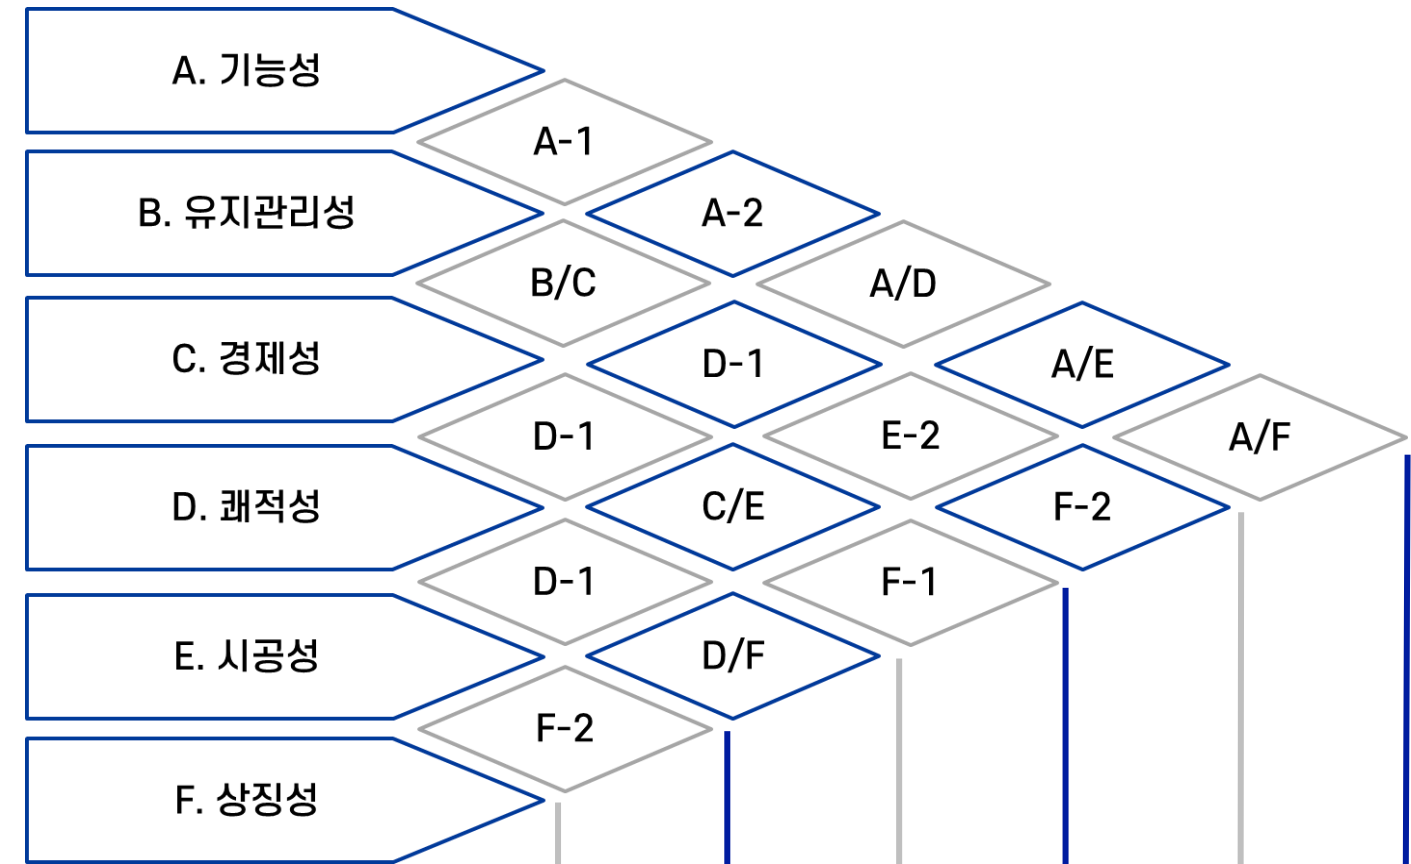 A. 기능성
A-1
B. 유지관리성
A-2
B/C
A/D
C. 경제성
D-1
A/E
D-1
E-2
A/F
D. 쾌적성
C/E
F-2
D-1
F-1
E. 시공성
D/F
F-2
F. 상징성